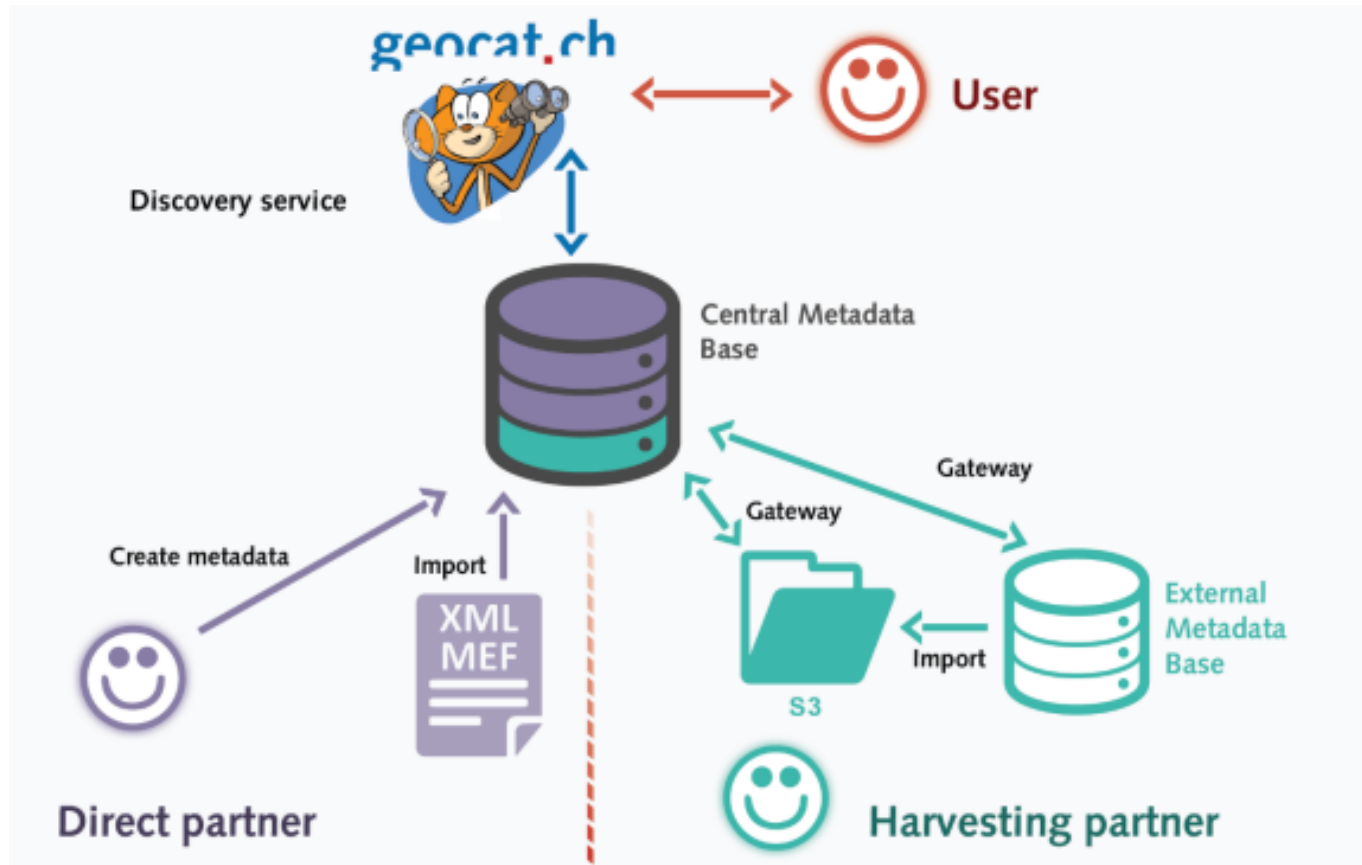 geocat.ch
User
Discovery service
Central Metadata
Base
Gateway
Gateway
Create metadata
Import
XML
MEF
External
Metadata
Base
Import
S3
Direct partner
Harvesting partner